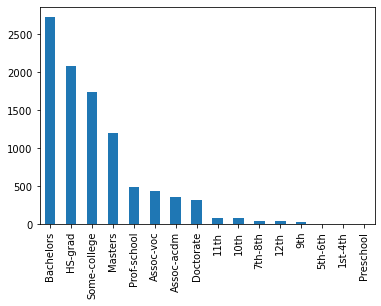 2500
2000
1500
1000
500
0
Bachelors
HS-grad
Some-college
Masters
Prof-school
Assoc-voc
Assoc-acdm
Doctorate
11th
10th
7th-8th
12th
9th
5th-6th
1st-4th
Preschool